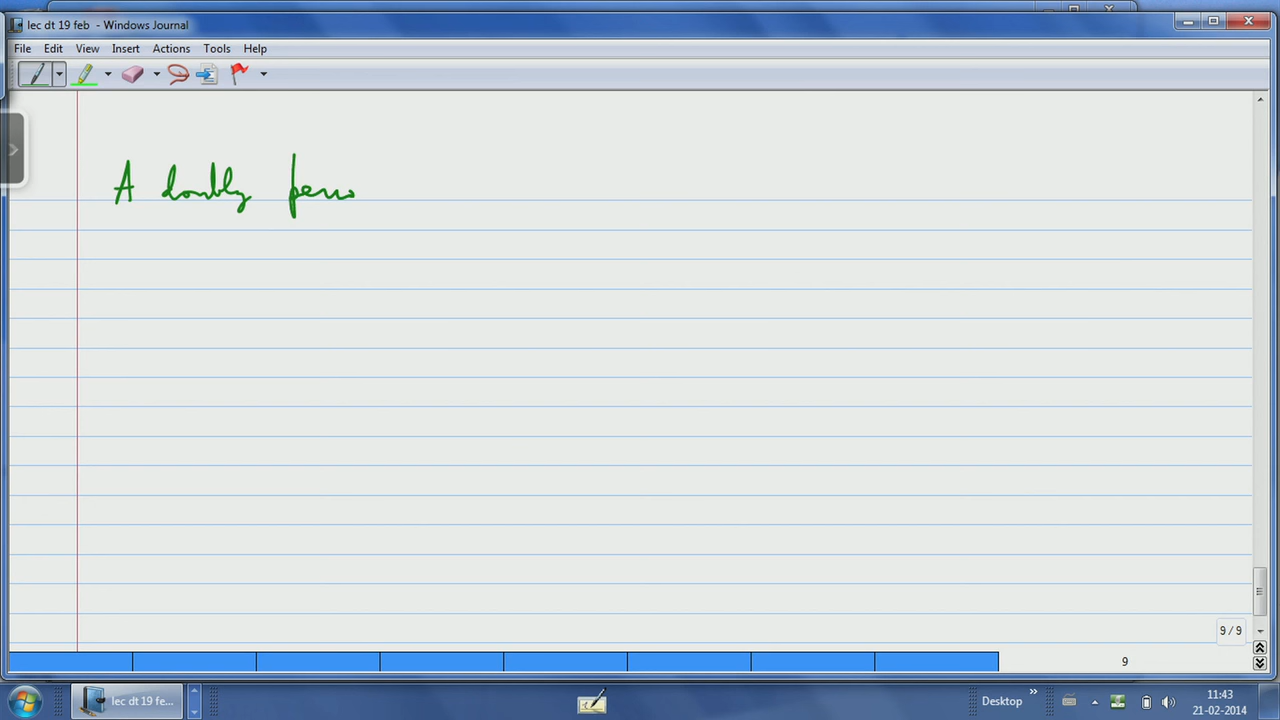 lec dt 19 feb - Windows Journal
File Edit View Insert Actions Tools Help
A doubly perio
9 / 9
9
lec dt 19 fe...
Desktop
11:43
21-02-2014